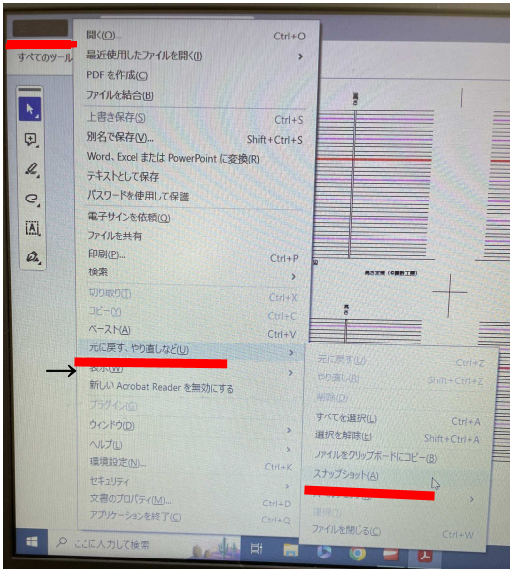 すべてのツール
開く(O)... Ctrl+O
最近使用したファイルを開く(I)
PDF を作成(C)
ファイルを結合(B)
上書き保存(S) Ctrl+S
別名で保存(V)... Shift+Ctrl+S
Word、Excel または PowerPoint に変換(R)
テキストとして保存
パスワードを使用して保護
電子サインを依頼(Q)
ファイルを共有
印刷(P)... Ctrl+P
検索
切り取り(T) Ctrl+X
コピー(Y) Ctrl+C
ペースト(A) Ctrl+V
元に戻す、やり直しなど(U)
表示(W)
新しい Acrobat Reader を無効にする
プラグイン(G)
ウィンドウ(D)
ヘルプ(L)
環境設定(N)... Ctrl+K
セキュリティ
文書のプロパティ(M)... Ctrl+D
アプリケーションを終了(C) Ctrl+Q
元に戻す(U) Ctrl+Z
やり直し(R) Shift+Ctrl+Z
削除(D)
すべてを選択(L) Ctrl+A
選択を解除(E) Shift+Ctrl+A
ファイルをクリップボードにコピー(B)
スナップショット(A)
ファイルを閉じる(C) Ctrl+W
高さ
高さ
ここに入力して検索